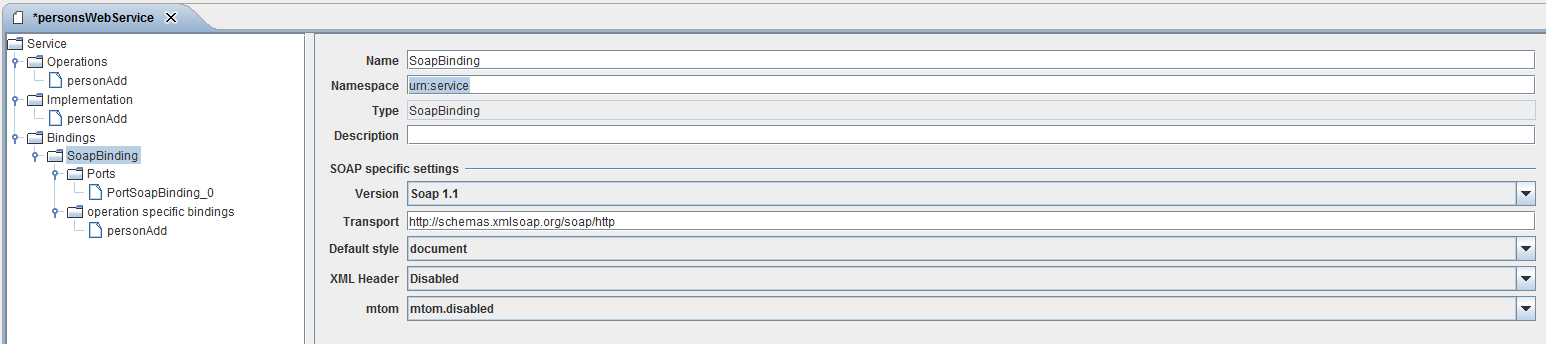 *personsWebService
Service
Operations
personAdd
Implementation
personAdd
Bindings
SoapBinding
Ports
PortSoapBinding_0
operation specific bindings
personAdd
Name SoapBinding
Namespace urn:service
Type SoapBinding
Description
SOAP specific settings
Version Soap 1.1
Transport http://schemas.xmlsoap.org/soap/http
Default style document
XML Header Disabled
mtom mtom.disabled